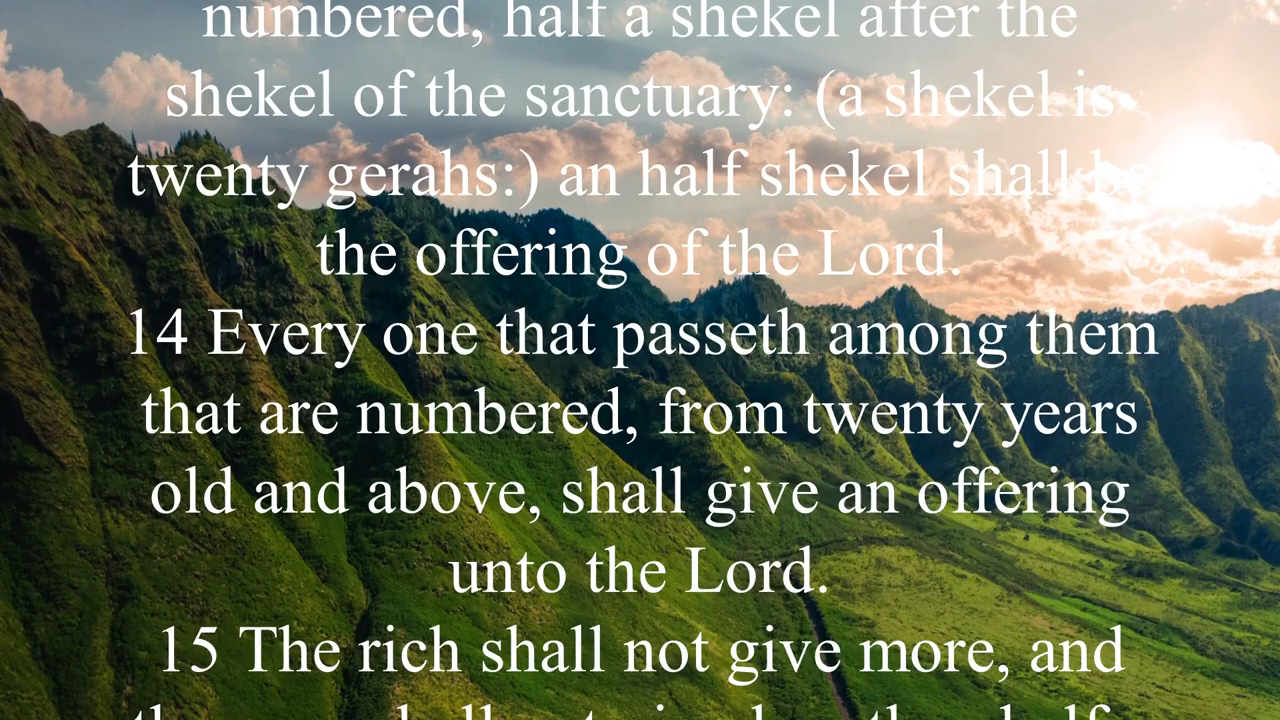 numbered, half a shekel after the
shekel of the sanctuary: (a shekel is
twenty gerahs:) an half shekel shall be
the offering of the Lord.
14 Every one that passeth among them
that are numbered, from twenty years
old and above, shall give an offering
unto the Lord.
15 The rich shall not give more, and